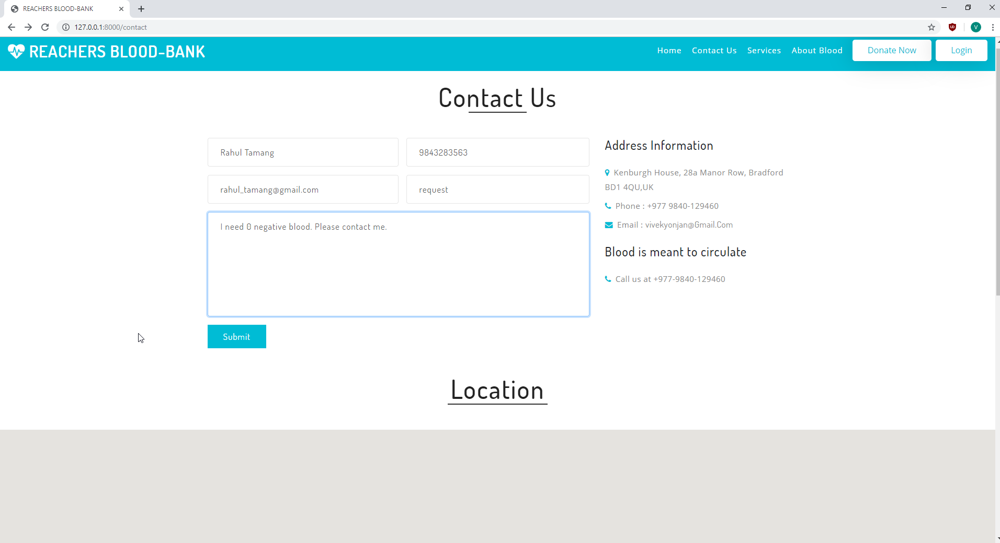 REACHERS BLOOD-BANK
127.0.0.1:8000/contact
V
REACHERS BLOOD-BANK
Home Contact Us Services About Blood Donate Now Login
Contact Us
Rahul Tamang
9843283563
rahul_tamang@gmail.com
request
I need O negative blood. Please contact me.
Submit
Address Information
Kenburgh House, 28a Manor Row, Bradford
BD1 4QU,UK
Phone : +977 9840-129460
Email : vivekyonjan@Gmail.Com
Blood is meant to circulate
Call us at +977-9840-129460
Location